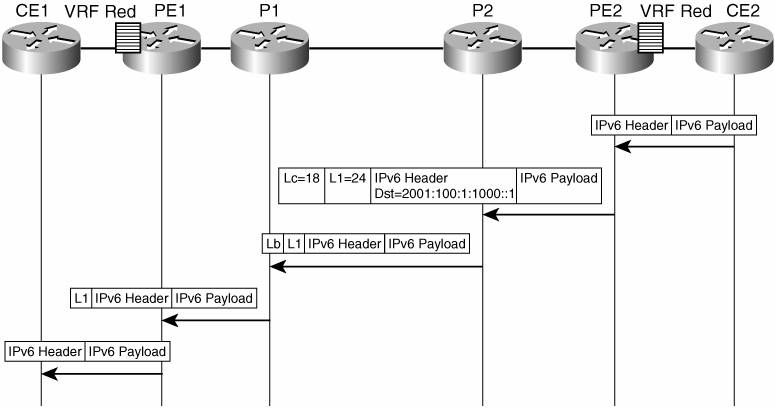 CE1 VRF Red PE1 P1 P2 PE2 VRF Red CE2
IPv6 Header IPv6 Payload
Lc=18 L1=24 IPv6 Header IPv6 Payload
Dst=2001:100:1:1000::1
Lb L1 IPv6 Header IPv6 Payload
L1 IPv6 Header IPv6 Payload
IPv6 Header IPv6 Payload